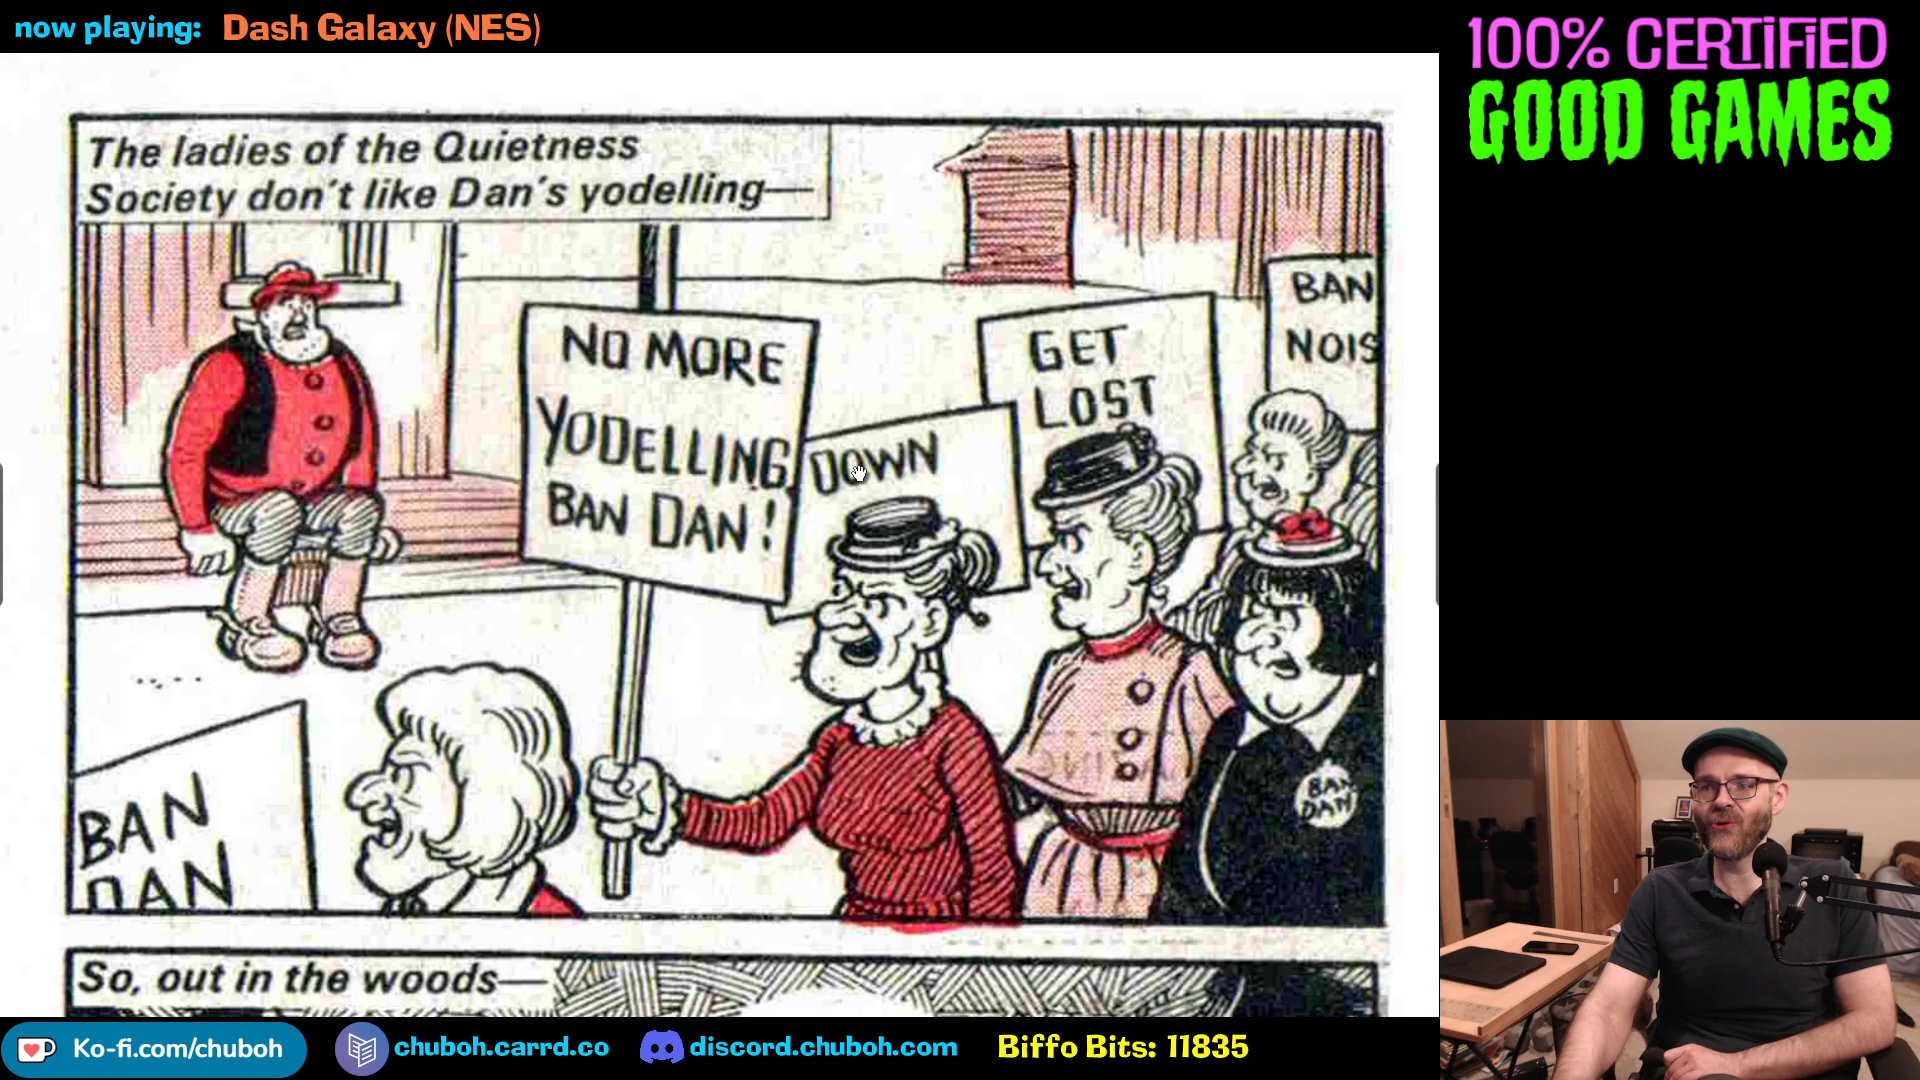 now playing: Dash Galaxy (NES)
100% CERTiFiED
GOOD GAMES
The ladies of the Quietness
Society don't like Dan's yodelling—
NO MORE
YODELLING
BAN DAN!
DOWN
GET
LOST
BAN
NOIS
BAN
DAN
BAN
DAN
So, out in the woods—
Ko-fi.com/chuboh
chuboh.carrd.co
discord.chuboh.com
Biffo Bits: 11835